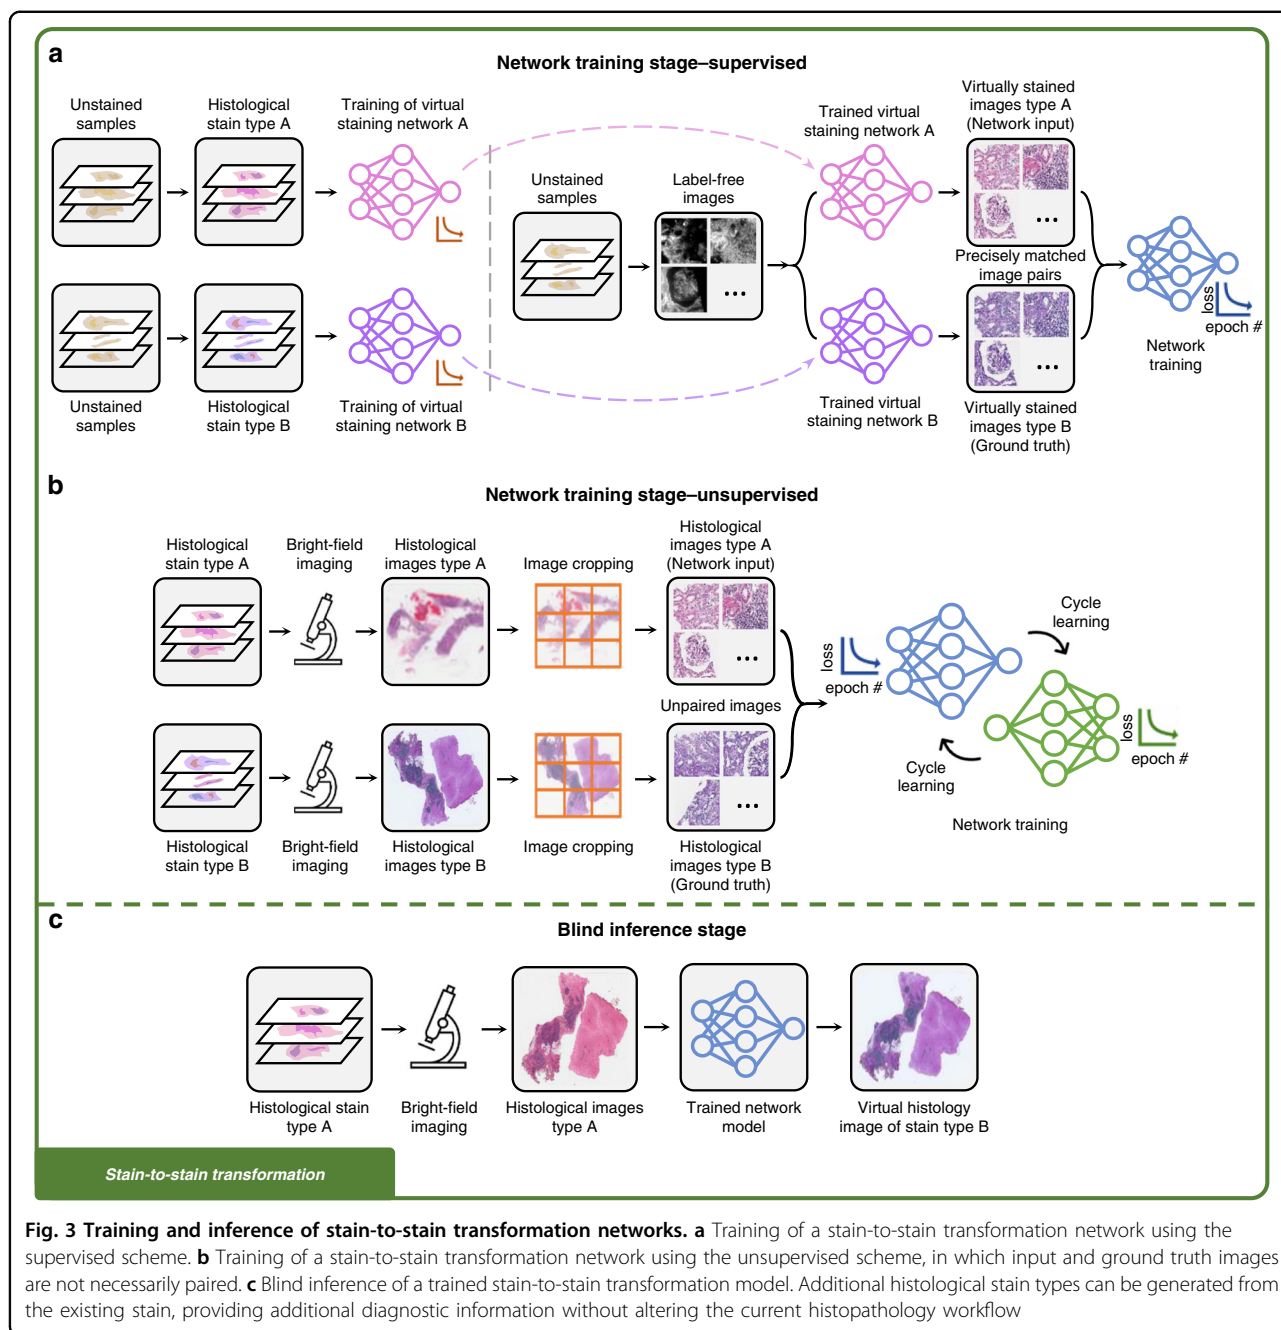 a
Network training stage–supervised
Unstained
samples
Histological
stain type A
Training of virtual
staining network A
Unstained
samples
Histological
stain type B
Training of virtual
staining network B
Unstained
samples
Label-free
images
...
Trained virtual
staining network A
Trained virtual
staining network B
Virtually stained
images type A
(Network input)
...
Precisely matched
image pairs
...
Virtually stained
images type B
(Ground truth)
loss
epoch #
Network
training
b
Network training stage–unsupervised
Histological
stain type A
Bright-field
imaging
Histological
images type A
Image cropping
Histological
images type A
(Network input)
...
Unpaired images
...
Histological
stain type B
Bright-field
imaging
Histological
images type B
Image cropping
Histological
images type B
(Ground truth)
loss
epoch #
Cycle
learning
Cycle
learning
loss
epoch #
Network training
c
Blind inference stage
Histological stain
type A
Bright-field
imaging
Histological images
type A
Trained network
model
Virtual histology
image of stain type B
Stain-to-stain transformation
Fig. 3 Training and inference of stain-to-stain transformation networks. a Training of a stain-to-stain transformation network using the
supervised scheme. b Training of a stain-to-stain transformation network using the unsupervised scheme, in which input and ground truth images
are not necessarily paired. c Blind inference of a trained stain-to-stain transformation model. Additional histological stain types can be generated from
the existing stain, providing additional diagnostic information without altering the current histopathology workflow